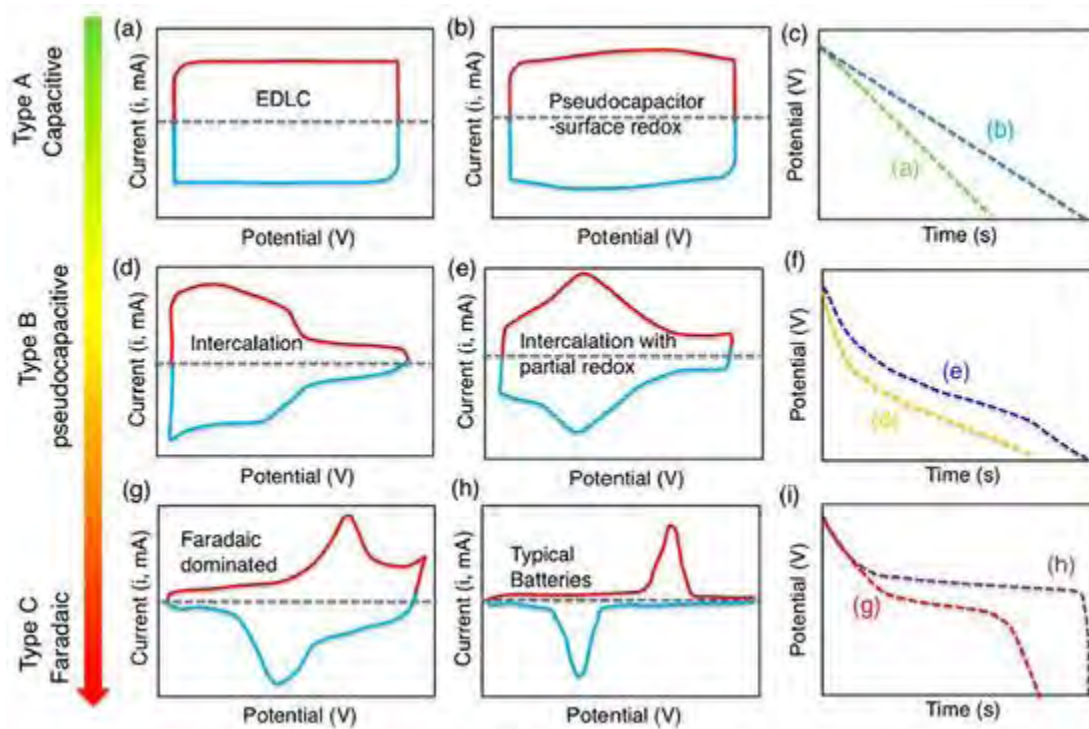 Type A
Capacitive
(a)
Current (i, mA)
EDLC
Potential (V)
(b)
Current (i, mA)
Pseudocapacitor
-surface redox
Potential (V)
(c)
Potential (V)
(b)
(a)
Time (s)
Type B
pseudocapacitive
(d)
Current (i, mA)
Intercalation
Potential (V)
(e)
Current (i, mA)
Intercalation with
partial redox
Potential (V)
(f)
Potential (V)
(e)
(d)
Time (s)
Type C
Faradaic
(g)
Current (i, mA)
Faradaic
dominated
Potential (V)
(h)
Current (i, mA)
Typical
Batteries
Potential (V)
(i)
Potential (V)
(h)
(g)
Time (s)